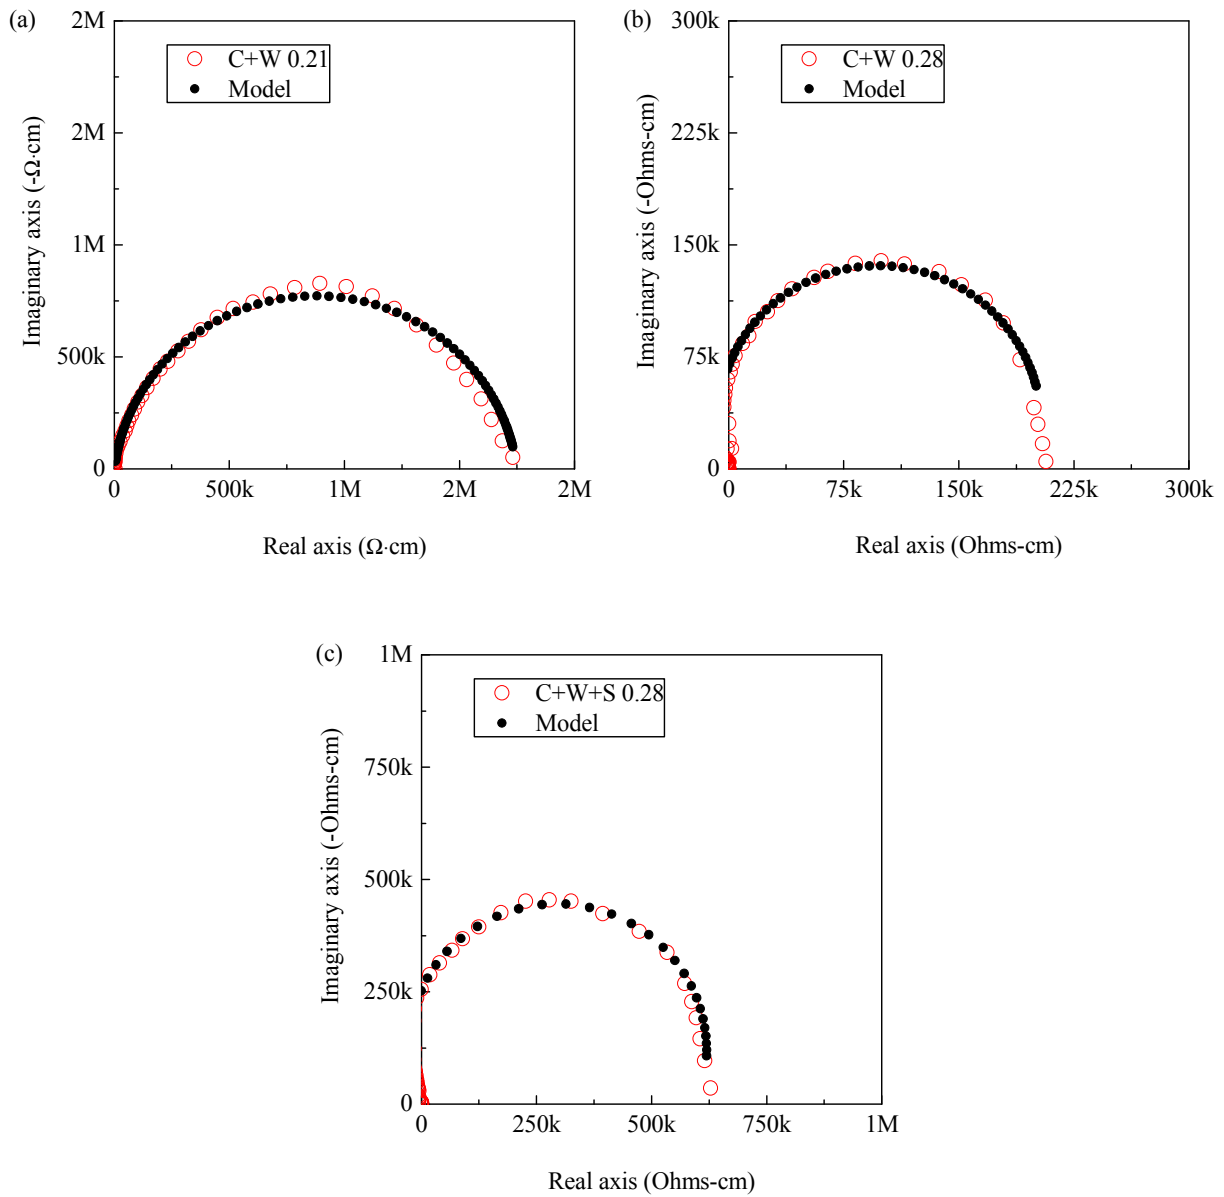 (a)
C+W 0.21
Model
2M
2M
1M
500k
0
Imaginary axis (-Ω·cm)
0
500k
1M
2M
2M
Real axis (Ω·cm)
(b)
C+W 0.28
Model
300k
225k
150k
75k
0
Imaginary axis (-Ohms-cm)
0
75k
150k
225k
300k
Real axis (Ohms-cm)
(c)
C+W+S 0.28
Model
1M
750k
500k
250k
0
Imaginary axis (-Ohms-cm)
0
250k
500k
750k
1M
Real axis (Ohms-cm)